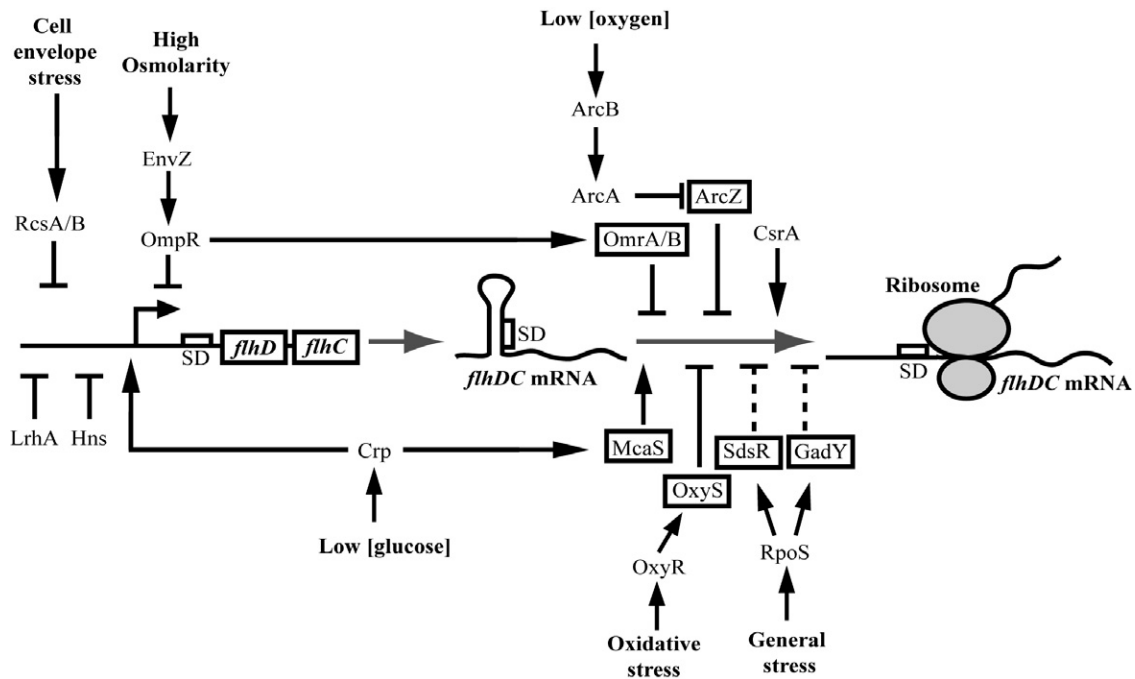 Low [oxygen]
Cell
envelope
stress
High
Osmolarity
ArcB
EnvZ
ArcA
ArcZ
RcsA/B
OmpR
OmrA/B
CsrA
Ribosome
SD
flhD
flhC
SD
flhDC mRNA
SD
flhDC mRNA
LrhA
Hns
Crp
McaS
SdsR
GadY
OxyS
Low [glucose]
OxyR
RpoS
Oxidative
stress
General
stress